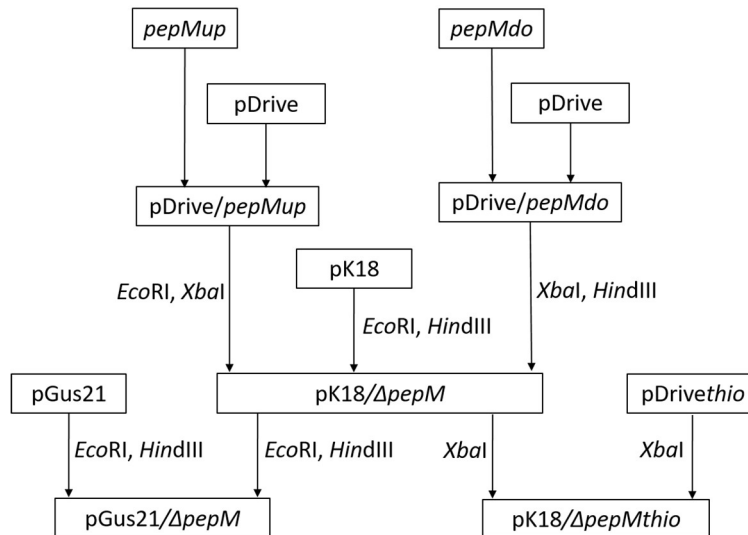 pepMup
pepMdo
pDrive
pDrive
pDrive/pepMup
pDrive/pepMdo
pK18
EcoRI, XbaI
XbaI, HindIII
EcoRI, HindIII
pGus21
pK18/ΔpepM
pDrivethio
EcoRI, HindIII
EcoRI, HindIII
XbaI
XbaI
pGus21/ΔpepM
pK18/ΔpepMthio